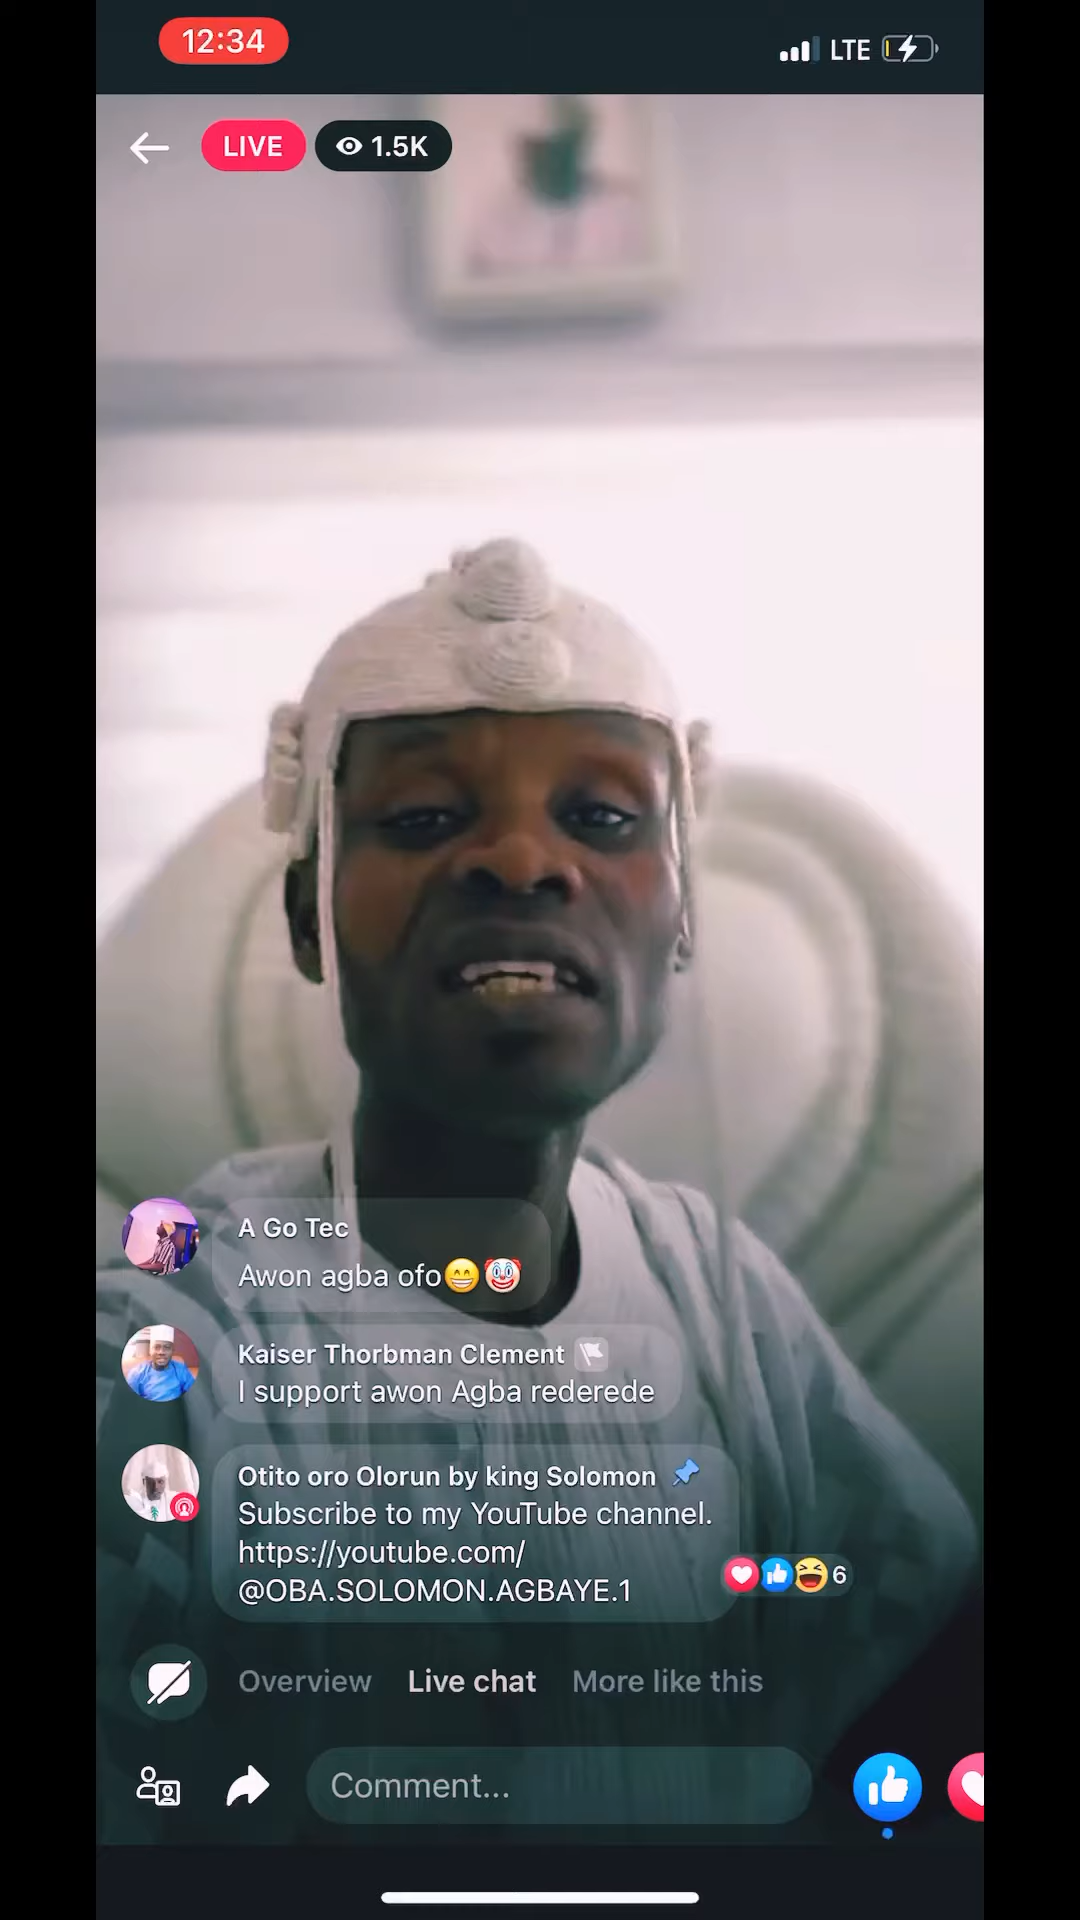 12:34
LTE
LIVE
1.5K
A Go Tec
Awon agba ofo😁🤡
Kaiser Thorbman Clement
I support awon Agba rederede
Otito oro Olorun by king Solomon
Subscribe to my YouTube channel.
https://youtube.com/
@OBA.SOLOMON.AGBAYE.1
6
Overview
Live chat
More like this
Comment...